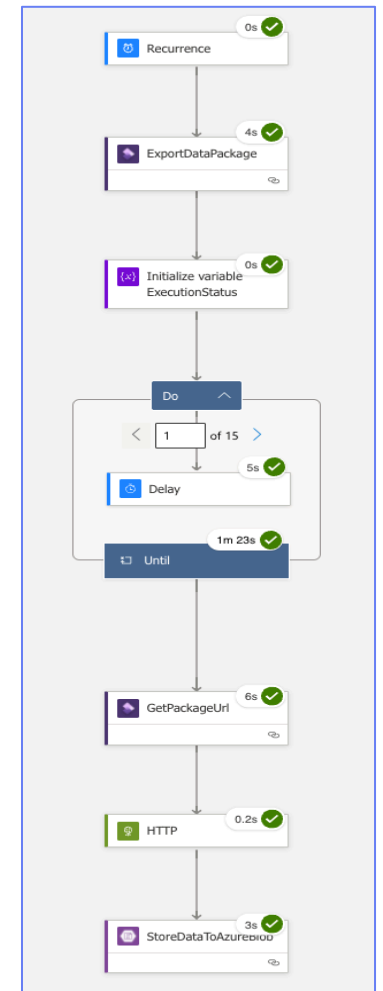 0s
Recurrence
4s
ExportDataPackage
0s
{x}
Initialize variable
ExecutionStatus
Do
1 of 15
5s
Delay
1m 23s
Until
6s
GetPackageUrl
0.2s
HTTP
3s
StoreDataToAzureBlob